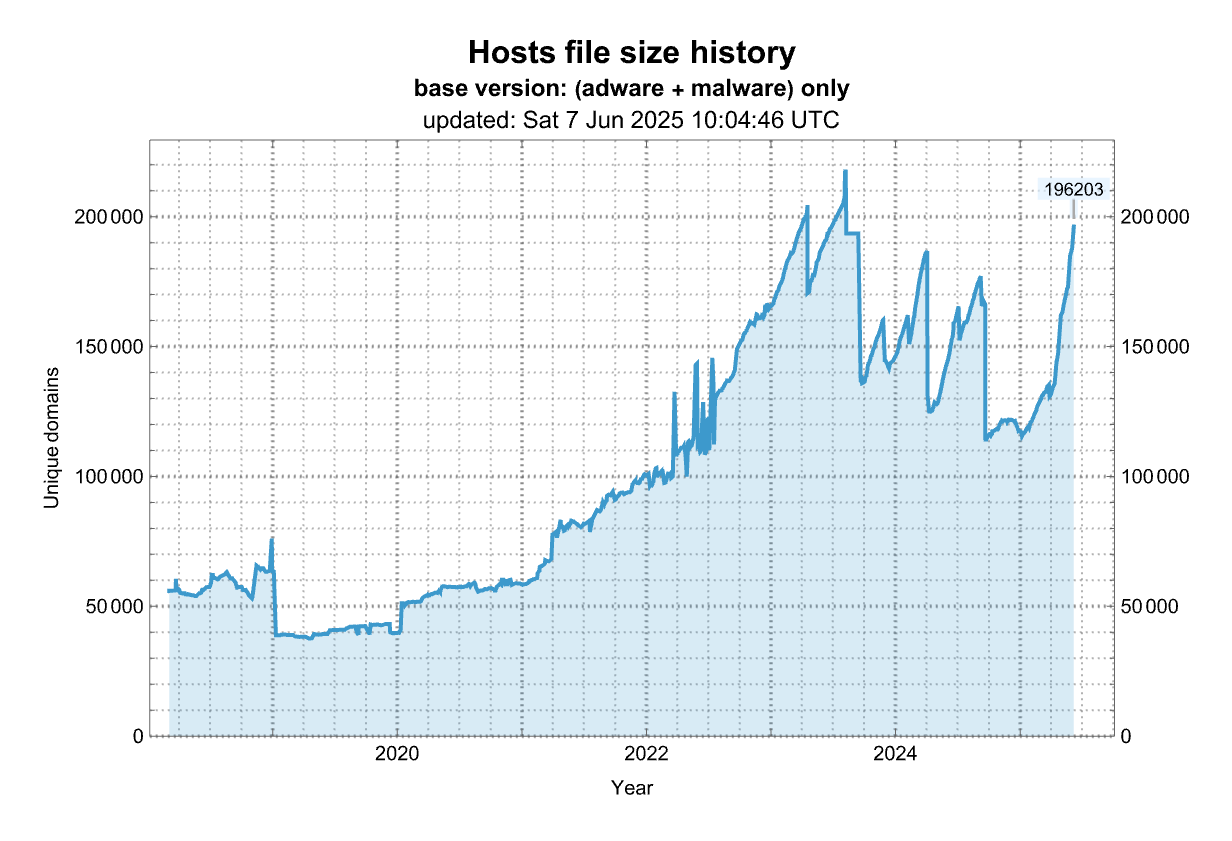 Hosts file size history
base version: (adware + malware) only
updated: Sat 7 Jun 2025 10:04:46 UTC
196203
200 000
200 000
150 000
150 000
Unique domains
100 000
100 000
50 000
50 000
0
0
2020
2022
2024
Year